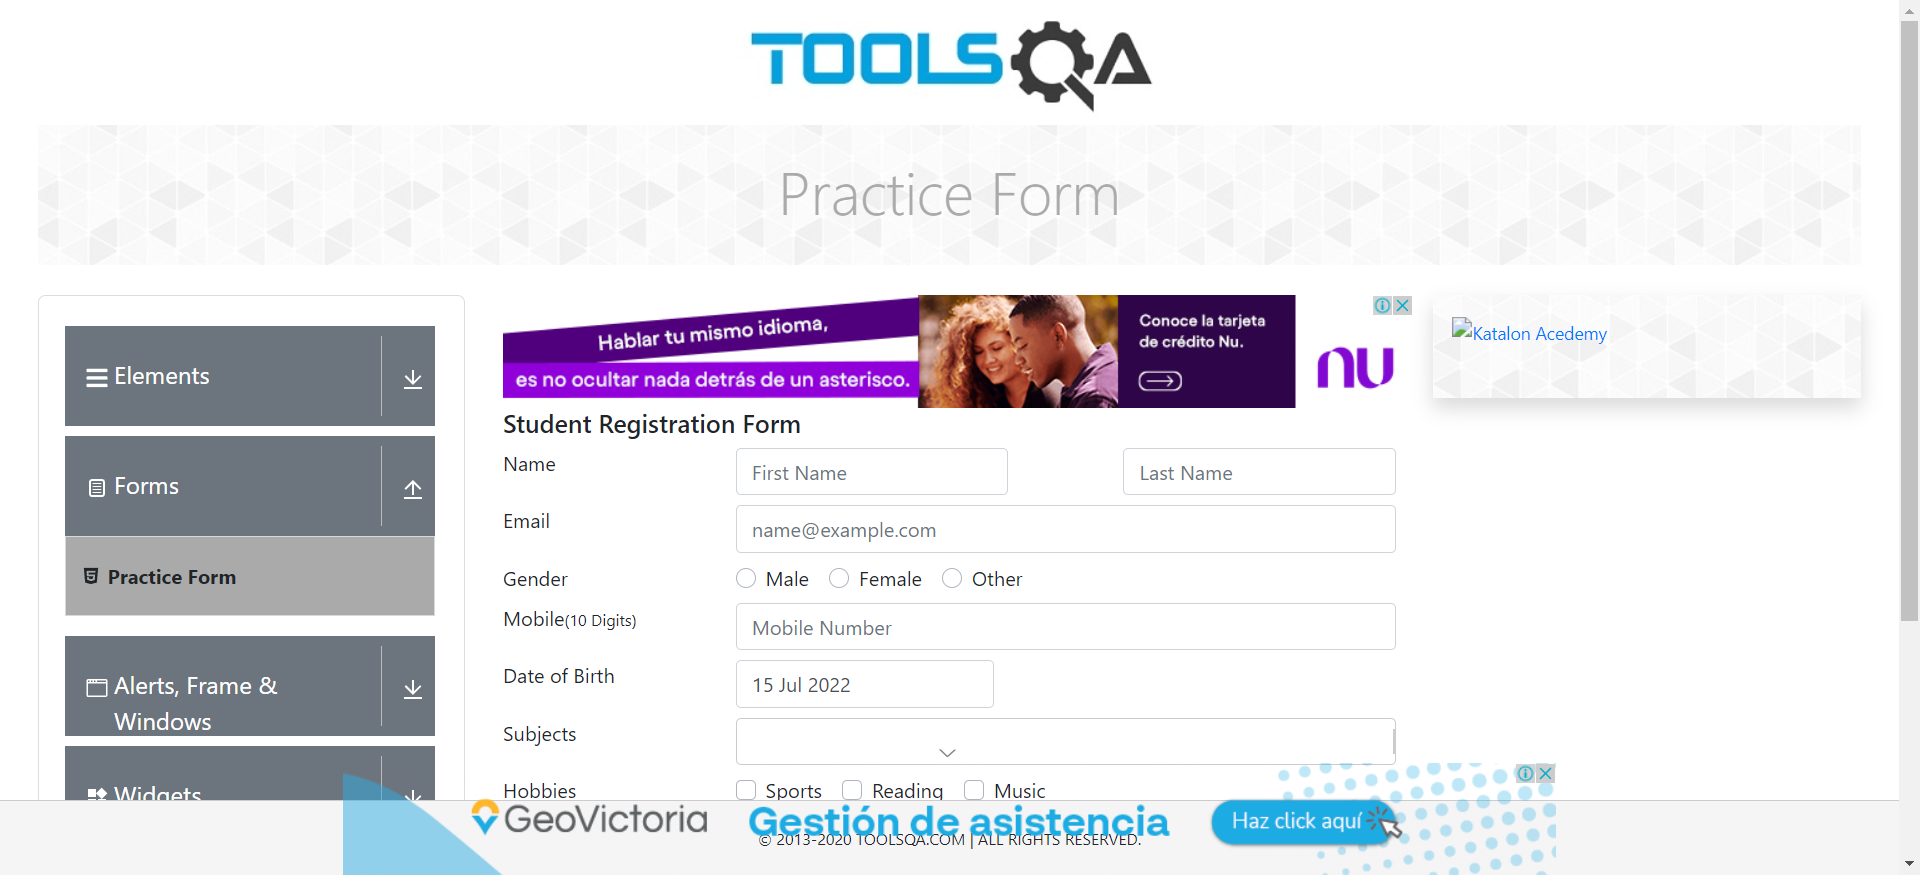 TOOLSQA
Practice Form
Elements
Forms
Practice Form
Alerts, Frame &
Windows
Widgets
Hablar tu mismo idioma,
es no ocultar nada detrás de un asterisco.
Conoce la tarjeta
de crédito Nu.
nu
Katalon Acedemy
Student Registration Form
Name
First Name
Last Name
Email
name@example.com
Gender
Male
Female
Other
Mobile(10 Digits)
Mobile Number
Date of Birth
15 Jul 2022
Subjects
Hobbies
Sports
Reading
Music
GeoVictoria
Gestión de asistencia
Haz click aquí
© 2013-2020 TOOLSQA.COM | ALL RIGHTS RESERVED.